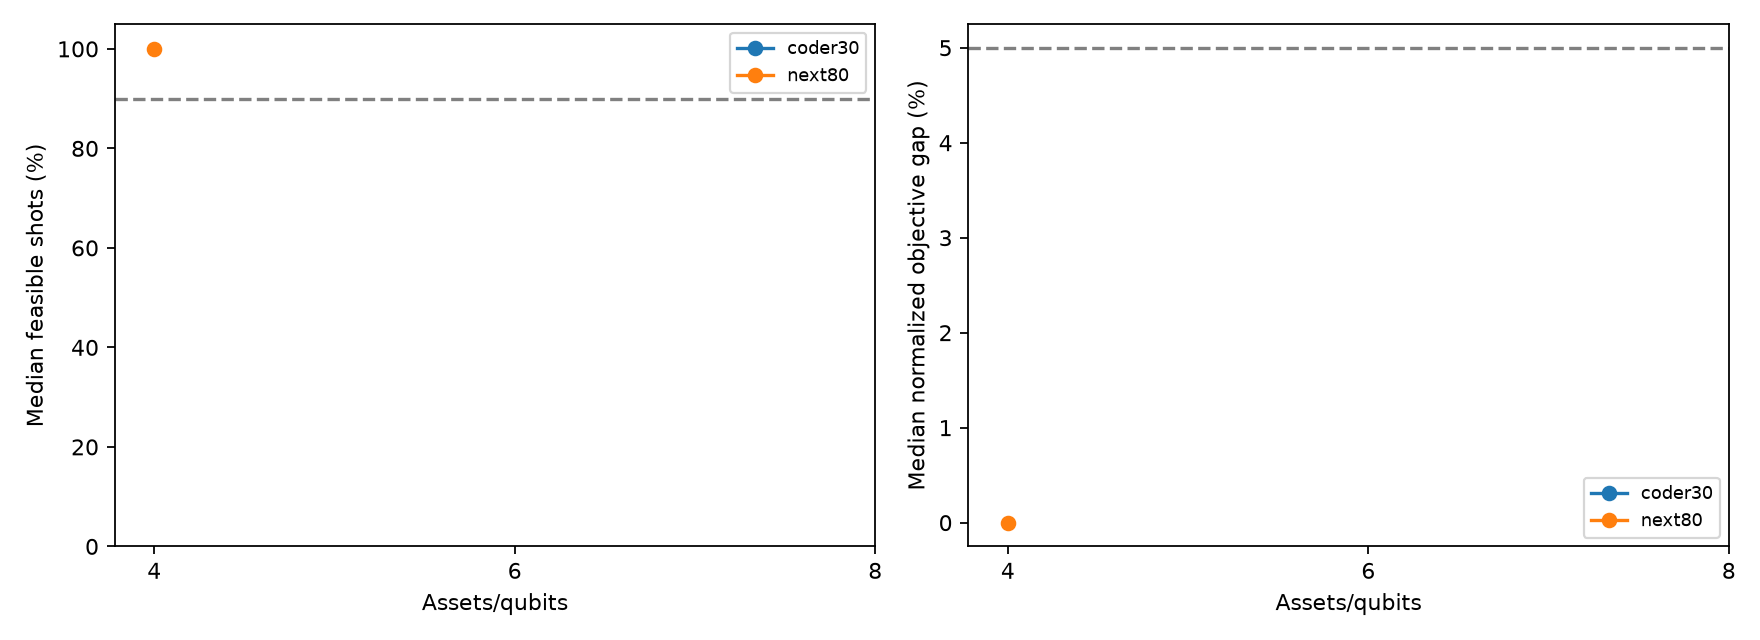 Median feasible shots (%)
100
80
60
40
20
0
4
6
8
Assets/qubits
coder30
next80
Median normalized objective gap (%)
5
4
3
2
1
0
4
6
8
Assets/qubits
coder30
next80